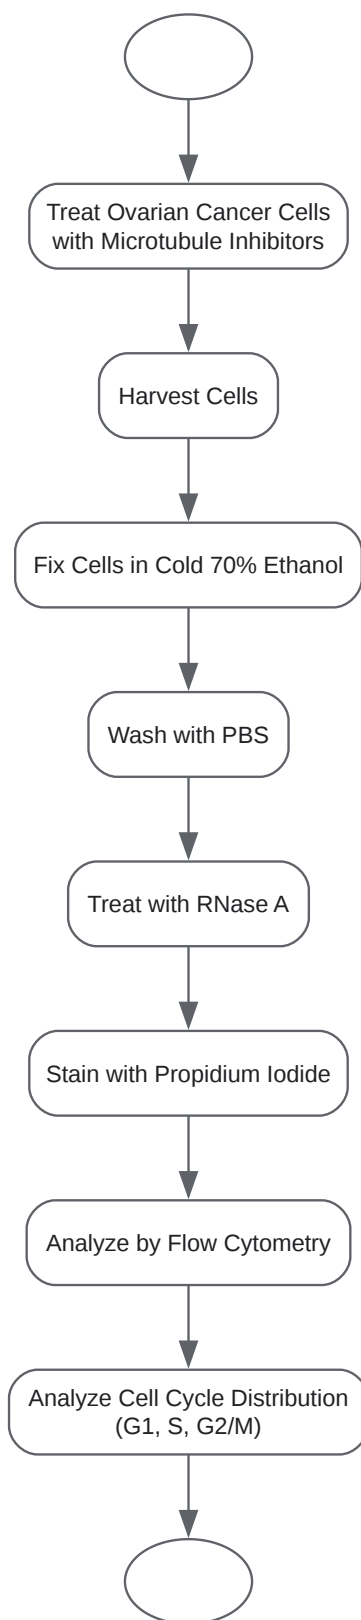 Treat Ovarian Cancer Cells
with Microtubule Inhibitors
Harvest Cells
Fix Cells in Cold 70% Ethanol
Wash with PBS
Treat with RNase A
Stain with Propidium Iodide
Analyze by Flow Cytometry
Analyze Cell Cycle Distribution
(G1, S, G2/M)